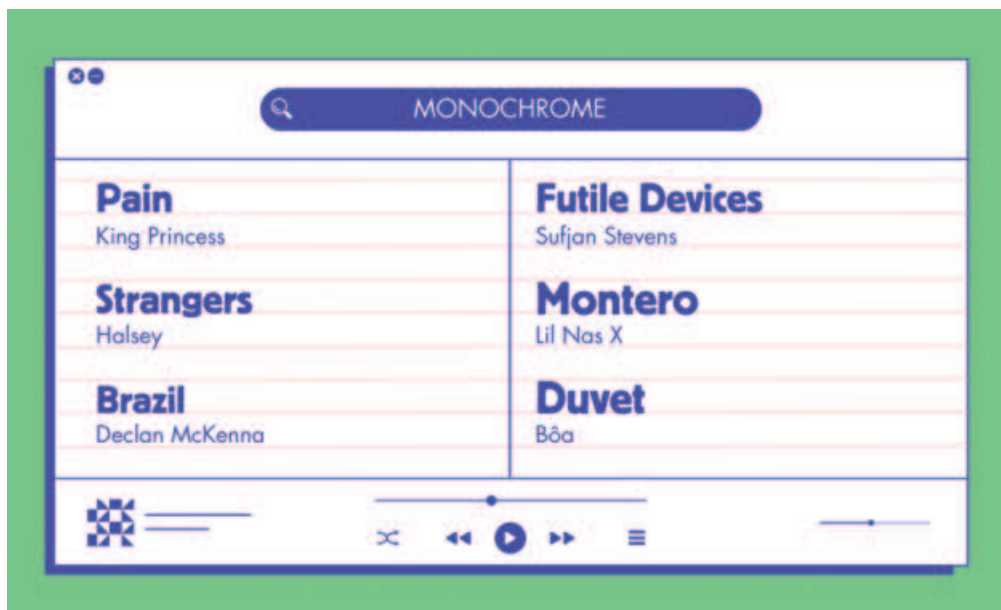 MONOCHROME
Pain
King Princess
Strangers
Halsey
Brazil
Declan McKenna
Futile Devices
Sufjan Stevens
Montero
Lil Nas X
Duvet
Bôa